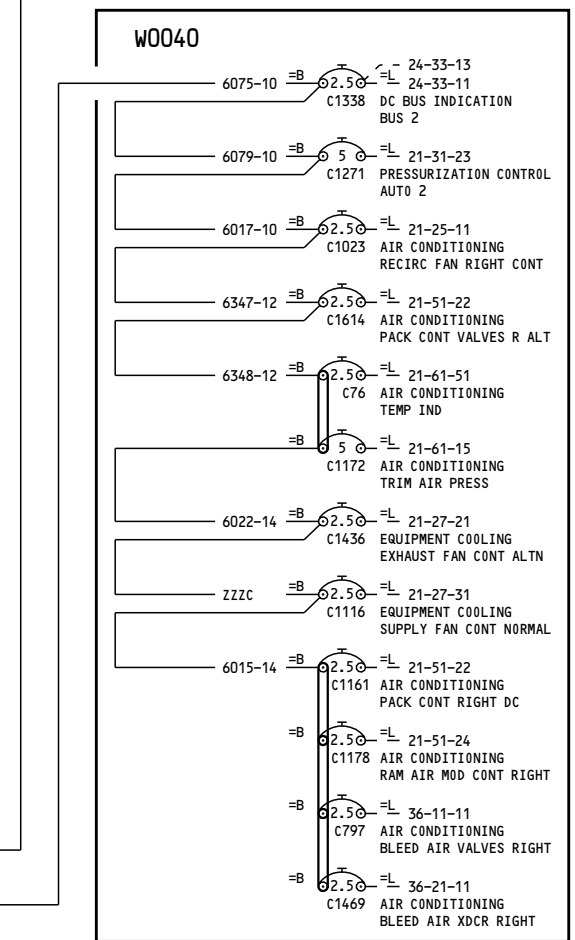 W0040
24-33-13
6075-10 =B 2.5 =L 24-33-11
C1338 DC BUS INDICATION
BUS 2
6079-10 =B 5 =L 21-31-23
C1271 PRESSURIZATION CONTROL
AUTO 2
6017-10 =B 2.5 =L 21-25-11
C1023 AIR CONDITIONING
RECIRC FAN RIGHT CONT
6347-12 =B 2.5 =L 21-51-22
C1614 AIR CONDITIONING
PACK CONT VALVES R ALT
6348-12 =B 2.5 =L 21-61-51
C76 AIR CONDITIONING
TEMP IND
=B 5 =L 21-61-15
C1172 AIR CONDITIONING
TRIM AIR PRESS
6022-14 =B 2.5 =L 21-27-21
C1436 EQUIPMENT COOLING
EXHAUST FAN CONT ALTN
ZZZC =B 2.5 =L 21-27-31
C1116 EQUIPMENT COOLING
SUPPLY FAN CONT NORMAL
6015-14 =B 2.5 =L 21-51-22
C1161 AIR CONDITIONING
PACK CONT RIGHT DC
=B 2.5 =L 21-51-24
C1178 AIR CONDITIONING
RAM AIR MOD CONT RIGHT
=B 2.5 =L 36-11-11
C797 AIR CONDITIONING
BLEED AIR VALVES RIGHT
=B 2.5 =L 36-21-11
C1469 AIR CONDITIONING
BLEED AIR XDCR RIGHT